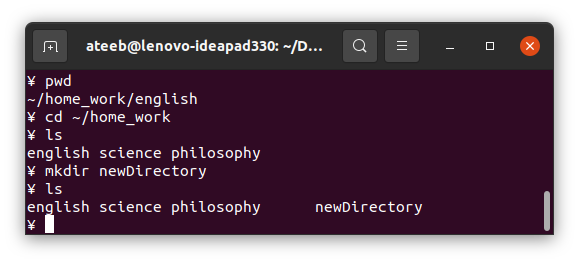 ateeb@lenovo-ideapad330: ~/D...
¥ pwd
~/home_work/english
¥ cd ~/home_work
¥ ls
english science philosophy
¥ mkdir newDirectory
¥ ls
english science philosophy      newDirectory
¥